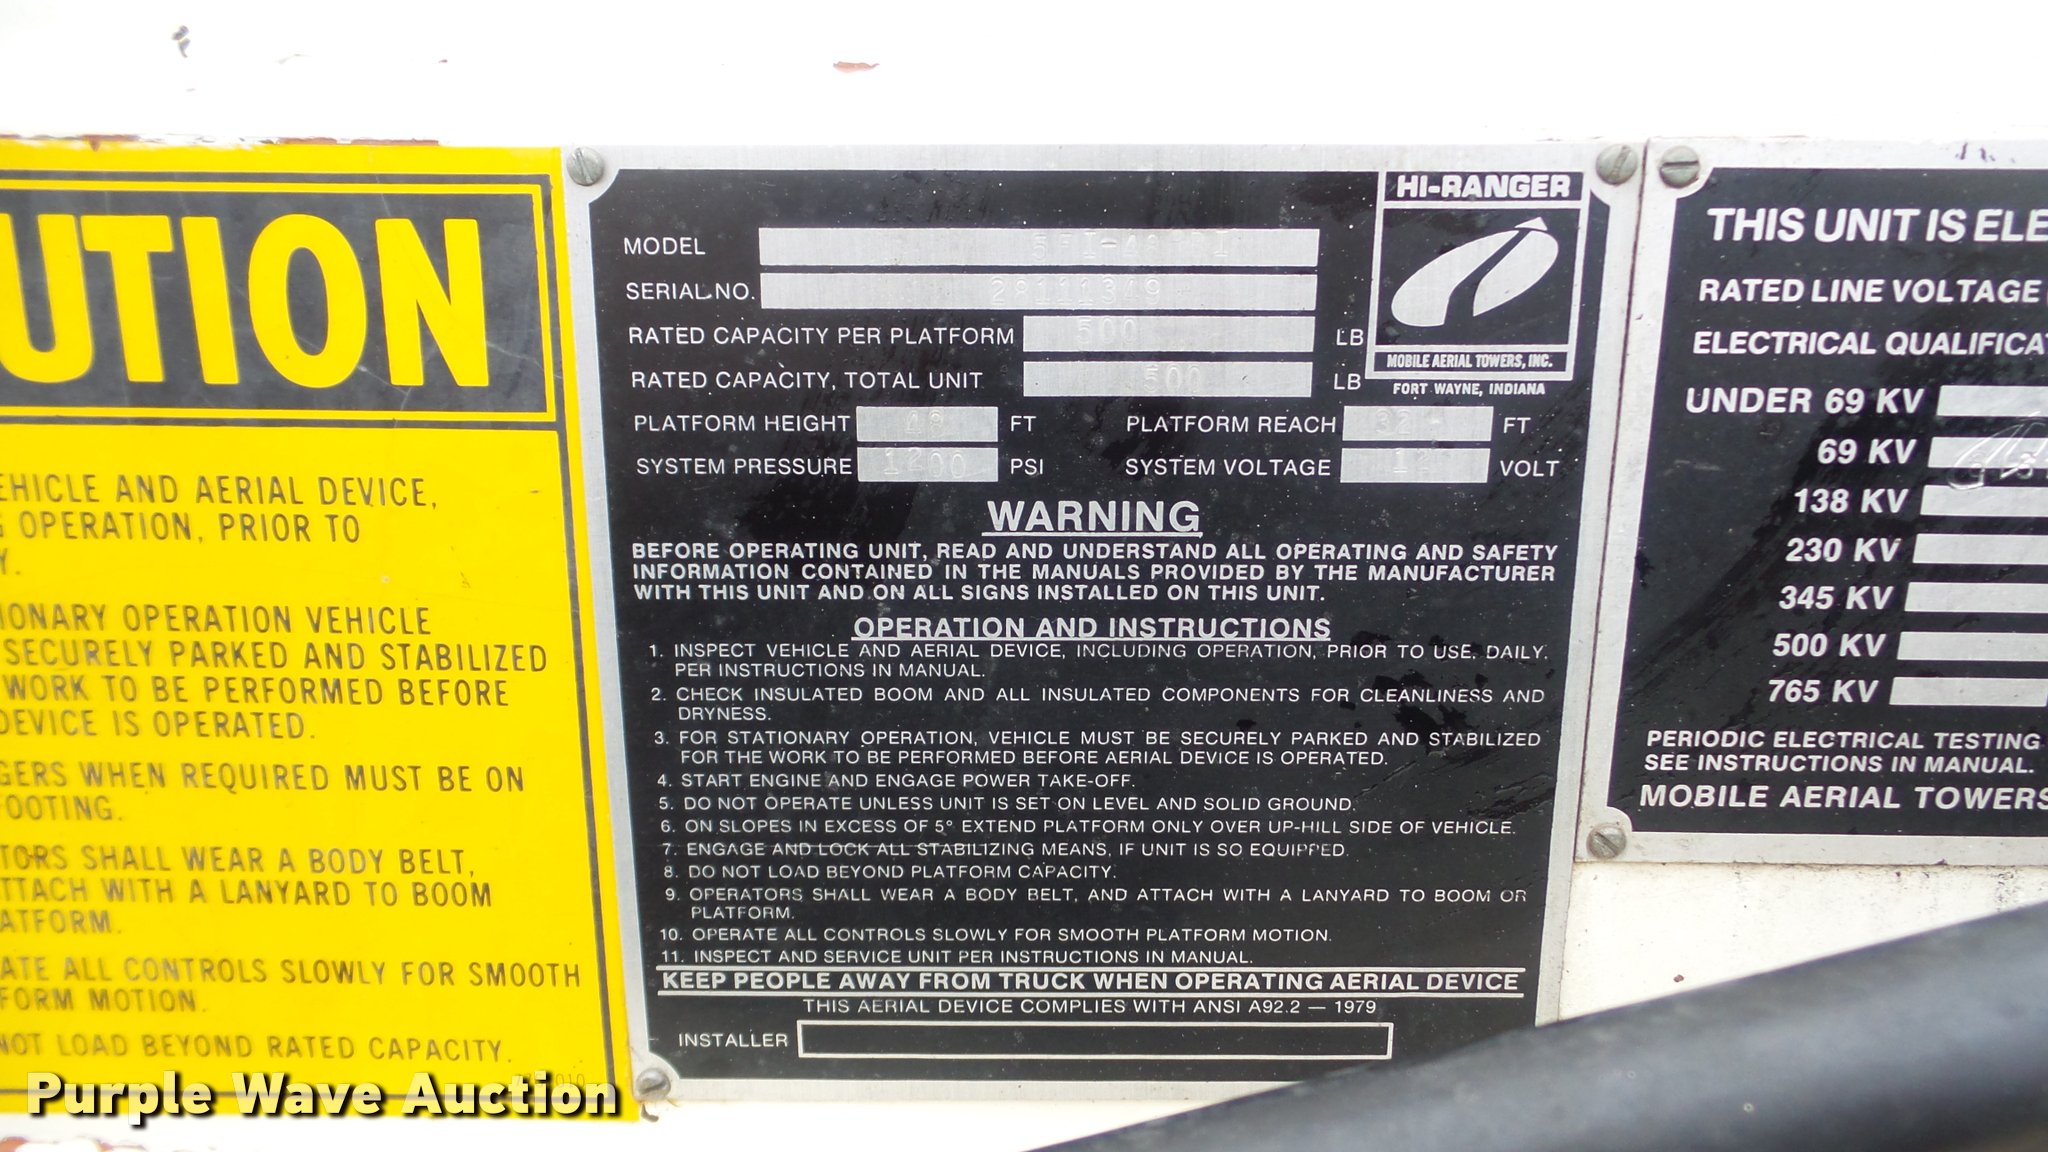 UTION
EHICLE AND AERIAL DEVICE,
OPERATION, PRIOR TO
Y.
IONARY OPERATION VEHICLE
SECURELY PARKED AND STABILIZED
WORK TO BE PERFORMED BEFORE
DEVICE IS OPERATED.
GERS WHEN REQUIRED MUST BE ON
FOOTING.
TORS SHALL WEAR A BODY BELT,
ATTACH WITH A LANYARD TO BOOM
ATFORM.
ATE ALL CONTROLS SLOWLY FOR SMOOTH
FORM MOTION.
NOT LOAD BEYOND RATED CAPACITY.
Purple Wave Auction
HI-RANGER
MOBILE AERIAL TOWERS, INC.
FORT WAYNE, INDIANA
MODEL
SERIAL NO. 28111349
RATED CAPACITY PER PLATFORM 500 LB
RATED CAPACITY, TOTAL UNIT 500 LB
PLATFORM HEIGHT 48 FT PLATFORM REACH 32 FT
SYSTEM PRESSURE 1200 PSI SYSTEM VOLTAGE 12 VOLT
WARNING
BEFORE OPERATING UNIT, READ AND UNDERSTAND ALL OPERATING AND SAFETY
INFORMATION CONTAINED IN THE MANUALS PROVIDED BY THE MANUFACTURER
WITH THIS UNIT AND ON ALL SIGNS INSTALLED ON THIS UNIT.
OPERATION AND INSTRUCTIONS
1. INSPECT VEHICLE AND AERIAL DEVICE, INCLUDING OPERATION, PRIOR TO USE, DAILY,
PER INSTRUCTIONS IN MANUAL.
2. CHECK INSULATED BOOM AND ALL INSULATED COMPONENTS FOR CLEANLINESS AND
DRYNESS.
3. FOR STATIONARY OPERATION, VEHICLE MUST BE SECURELY PARKED AND STABILIZED
FOR THE WORK TO BE PERFORMED BEFORE AERIAL DEVICE IS OPERATED.
4. START ENGINE AND ENGAGE POWER TAKE-OFF.
5. DO NOT OPERATE UNLESS UNIT IS SET ON LEVEL AND SOLID GROUND.
6. ON SLOPES IN EXCESS OF 5° EXTEND PLATFORM ONLY OVER UP-HILL SIDE OF VEHICLE.
7. ENGAGE AND LOCK ALL STABILIZING MEANS, IF UNIT IS SO EQUIPPED.
8. DO NOT LOAD BEYOND PLATFORM CAPACITY.
9. OPERATORS SHALL WEAR A BODY BELT, AND ATTACH WITH A LANYARD TO BOOM OR
PLATFORM.
10. OPERATE ALL CONTROLS SLOWLY FOR SMOOTH PLATFORM MOTION.
11. INSPECT AND SERVICE UNIT PER INSTRUCTIONS IN MANUAL.
KEEP PEOPLE AWAY FROM TRUCK WHEN OPERATING AERIAL DEVICE
THIS AERIAL DEVICE COMPLIES WITH ANSI A92.2 — 1979
INSTALLER
THIS UNIT IS ELE
RATED LINE VOLTAGE
ELECTRICAL QUALIFICAT
UNDER 69 KV
69 KV
138 KV
230 KV
345 KV
500 KV
765 KV
PERIODIC ELECTRICAL TESTING
SEE INSTRUCTIONS IN MANUAL.
MOBILE AERIAL TOWERS